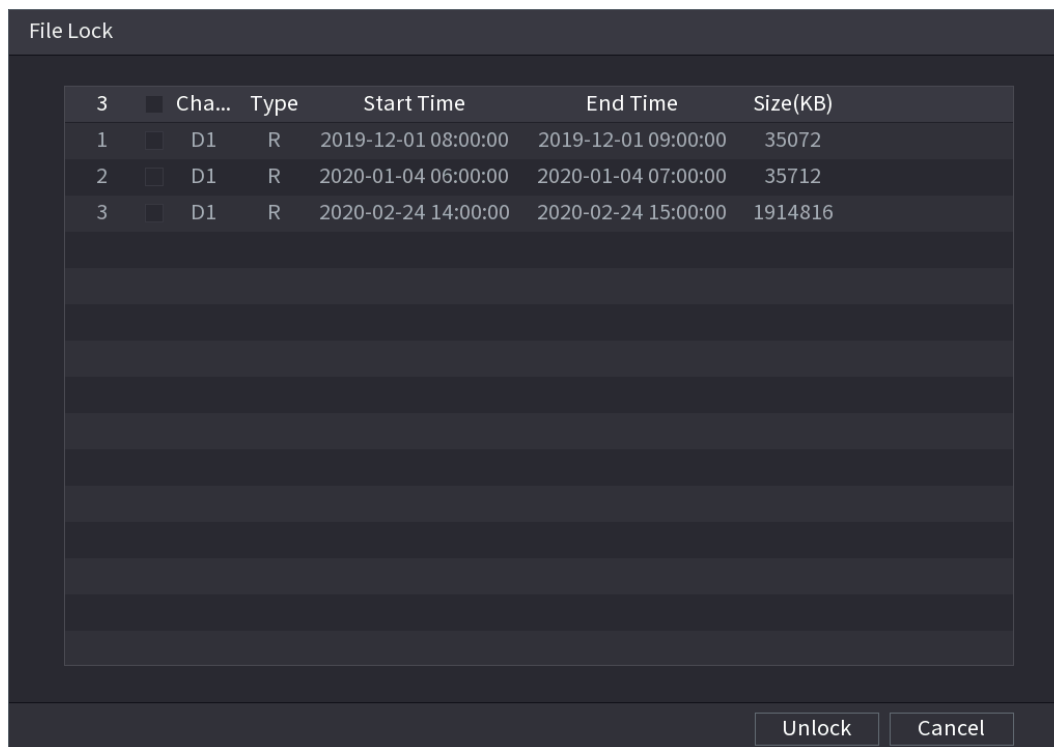 File Lock
3 Cha... Type Start Time End Time Size(KB)
1 D1 R 2019-12-01 08:00:00 2019-12-01 09:00:00 35072
2 D1 R 2020-01-04 06:00:00 2020-01-04 07:00:00 35712
3 D1 R 2020-02-24 14:00:00 2020-02-24 15:00:00 1914816
Unlock Cancel